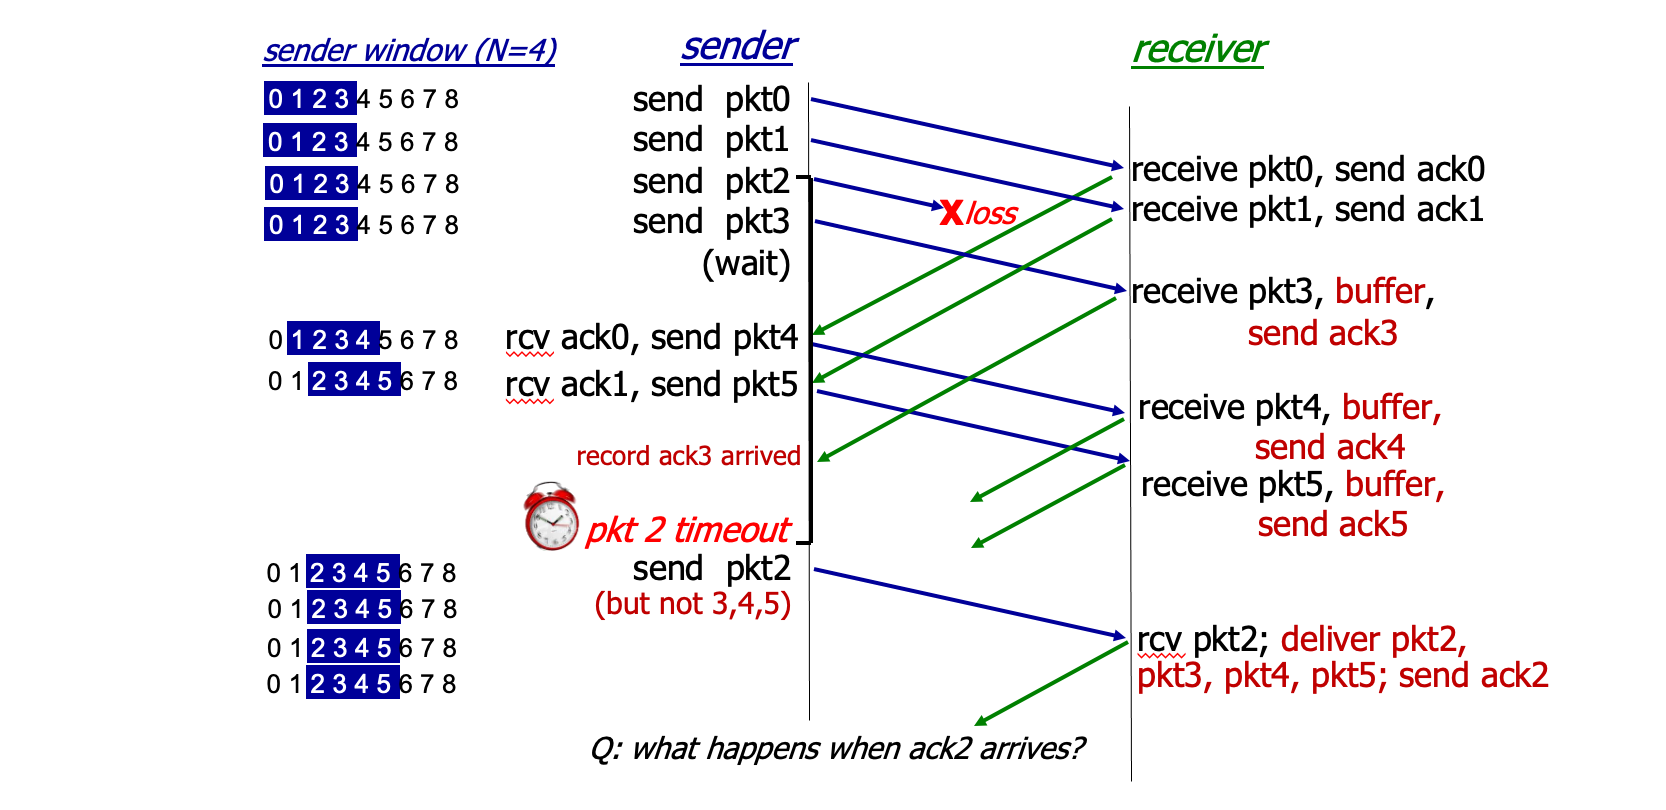 sender window (N=4) sender receiver
0 1 2 3 4 5 6 7 8 send pkt0
0 1 2 3 4 5 6 7 8 send pkt1
receive pkt0, send ack0
0 1 2 3 4 5 6 7 8 send pkt2
X loss
receive pkt1, send ack1
0 1 2 3 4 5 6 7 8 send pkt3
(wait)
receive pkt3, buffer,
send ack3
0 1 2 3 4 5 6 7 8 rcv ack0, send pkt4
0 1 2 3 4 5 6 7 8 rcv ack1, send pkt5
receive pkt4, buffer,
send ack4
record ack3 arrived
receive pkt5, buffer,
send ack5
pkt 2 timeout
0 1 2 3 4 5 6 7 8 send pkt2
0 1 2 3 4 5 6 7 8 (but not 3,4,5)
0 1 2 3 4 5 6 7 8 rcv pkt2; deliver pkt2,
0 1 2 3 4 5 6 7 8 pkt3, pkt4, pkt5; send ack2
Q: what happens when ack2 arrives?